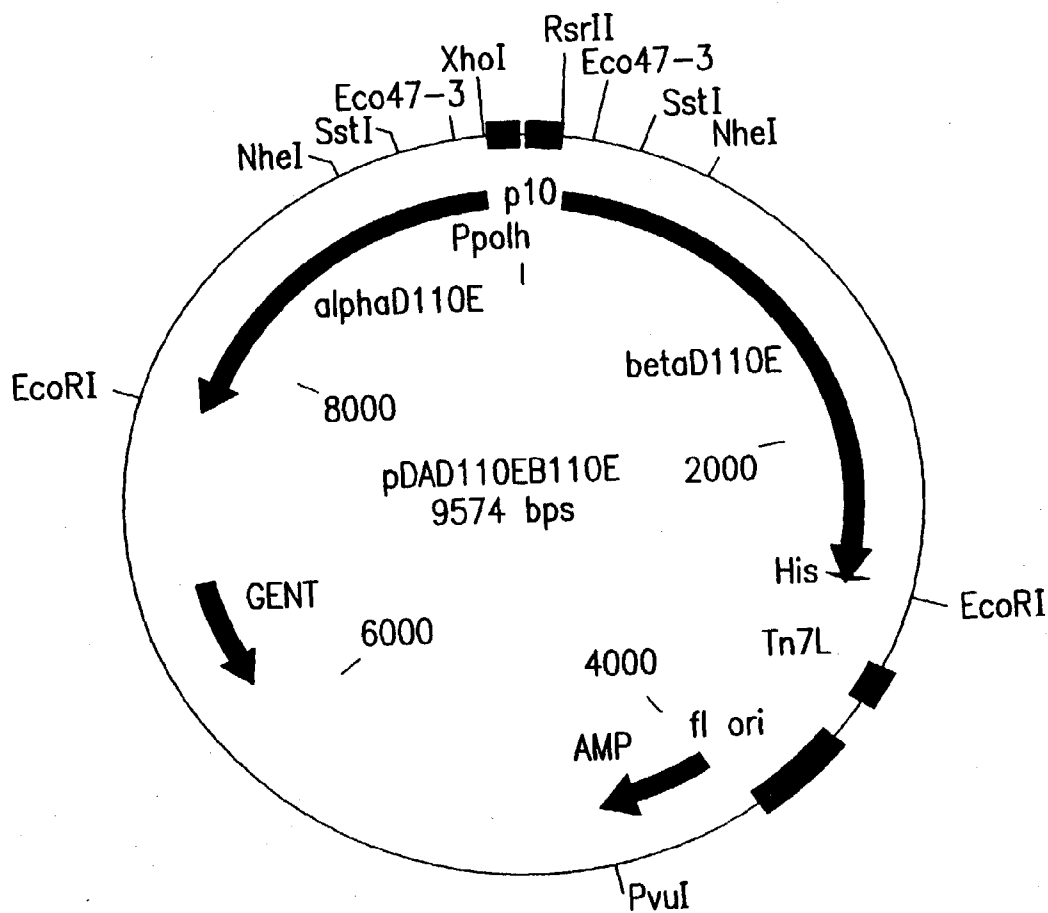 RsrII
XhoI
Eco47-3
Eco47-3
SstI
SstI
NheI
NheI
p10
Ppolh
alphaD110E
betaD110E
EcoRI
8000
2000
pDAD110EB110E
9574 bps
His
GENT
EcoRI
6000
Tn7L
4000
fl ori
AMP
PvuI